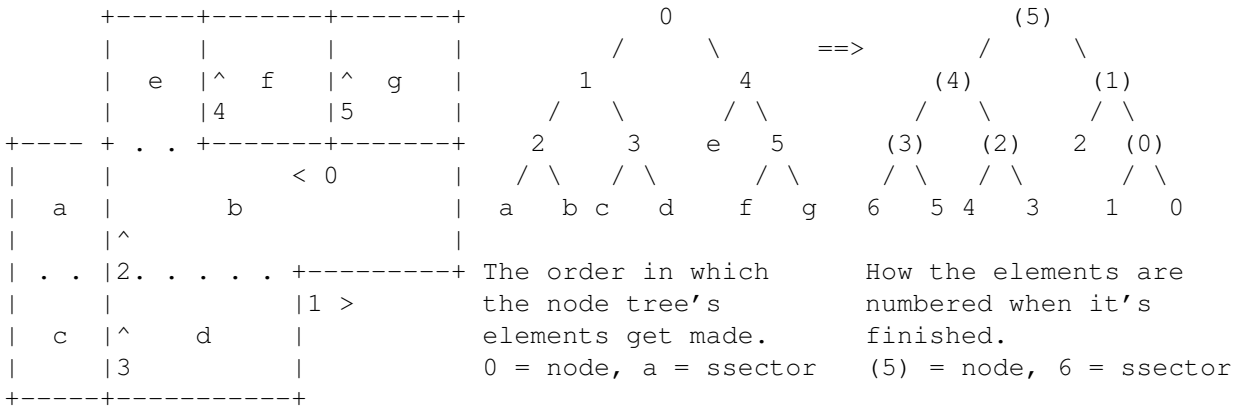 +-----+-------+-------+            0                      (5)
|     |       |       |         /     \      ==>        /     \
|  e  |^  f   |^  g   |       1         4            (4)       (1)
|     |4      |5      |     /   \      / \          /   \      / \
+---- + . . +-------+-------+    2     3    e   5      (3)    (2)   2  (0)
|     |           < 0         |   / \   / \       / \      / \    / \       / \
|  a  |       b               |  a   b c   d     f   g    6   5 4   3     1   0
|     |^                      |
| . . |2. . . . . +---------+ The order in which     How the elements are
|     |           |1 >        the node tree's        numbered when it's
|  c  |^    d     |           elements get made.     finished.
|     |3          |           0 = node, a = ssector  (5) = node, 6 = ssector
+-----+-----------+